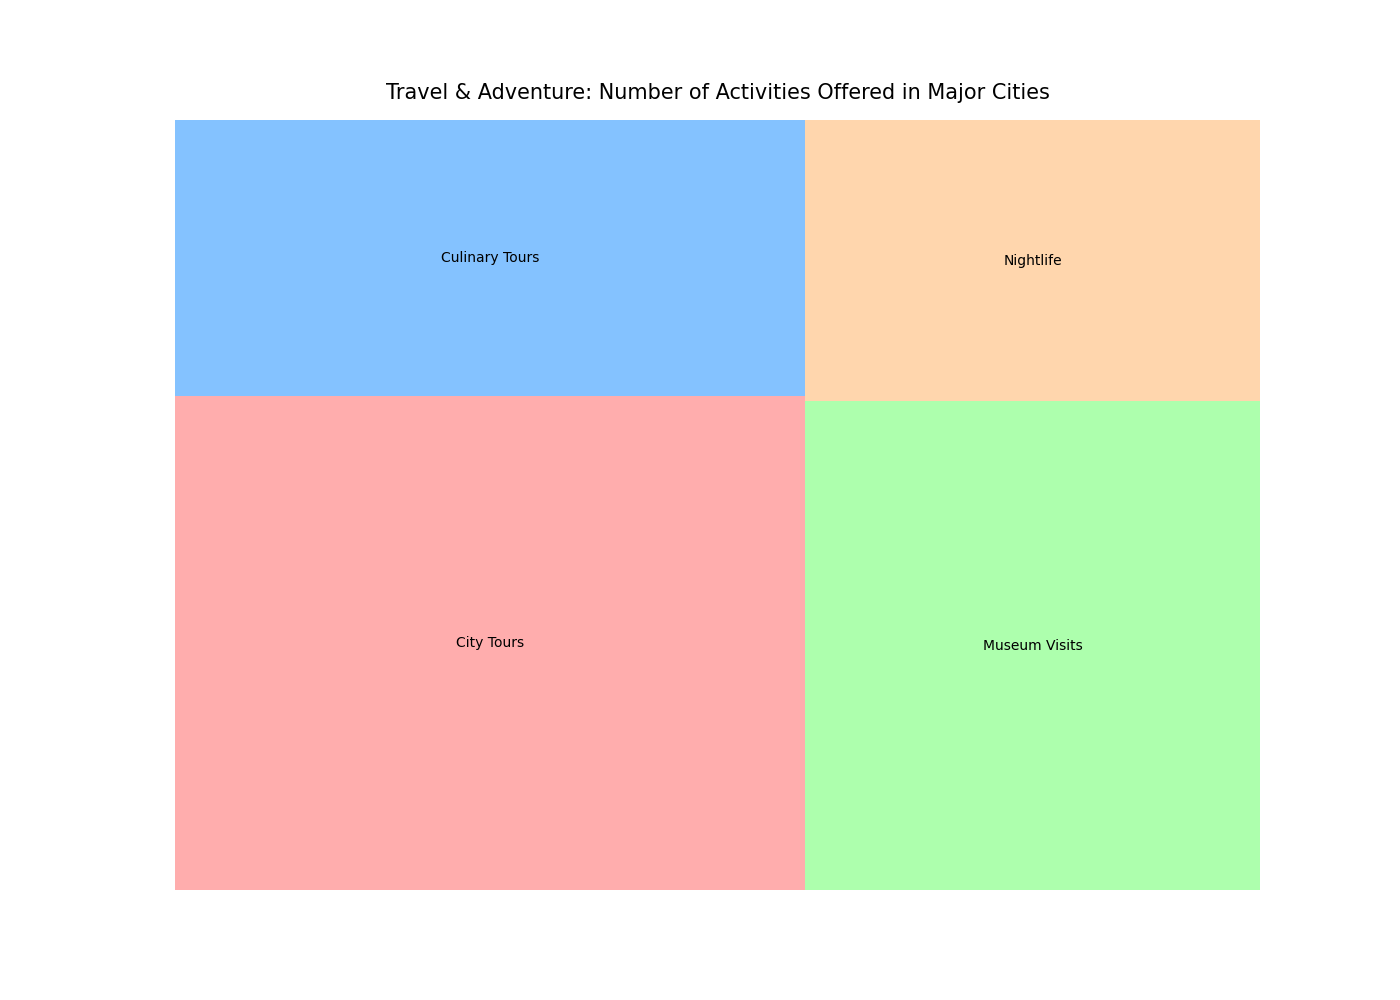 Travel & Adventure: Number of Activities Offered in Major Cities
Culinary Tours
Nightlife
City Tours
Museum Visits